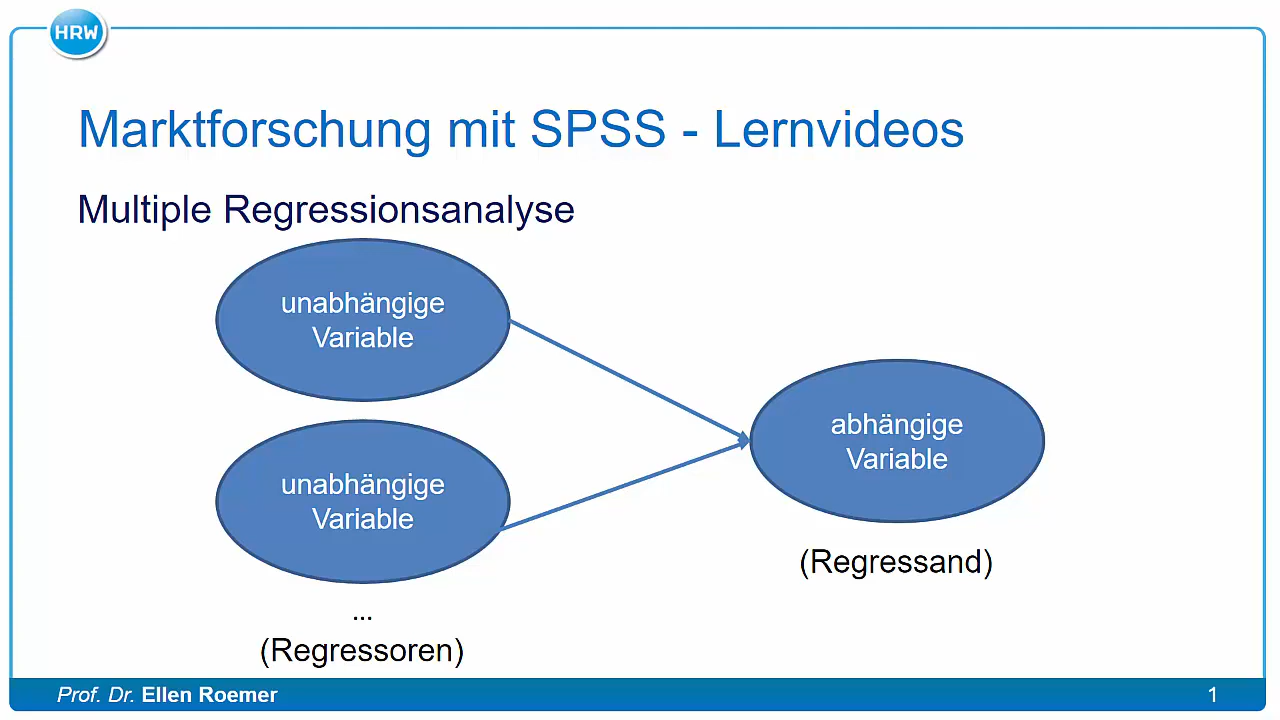 HRW
Marktforschung mit SPSS - Lernvideos
Multiple Regressionsanalyse
unabhängige
Variable
unabhängige
Variable
...
(Regressoren)
abhängige
Variable
(Regressand)
Prof. Dr. Ellen Roemer
1